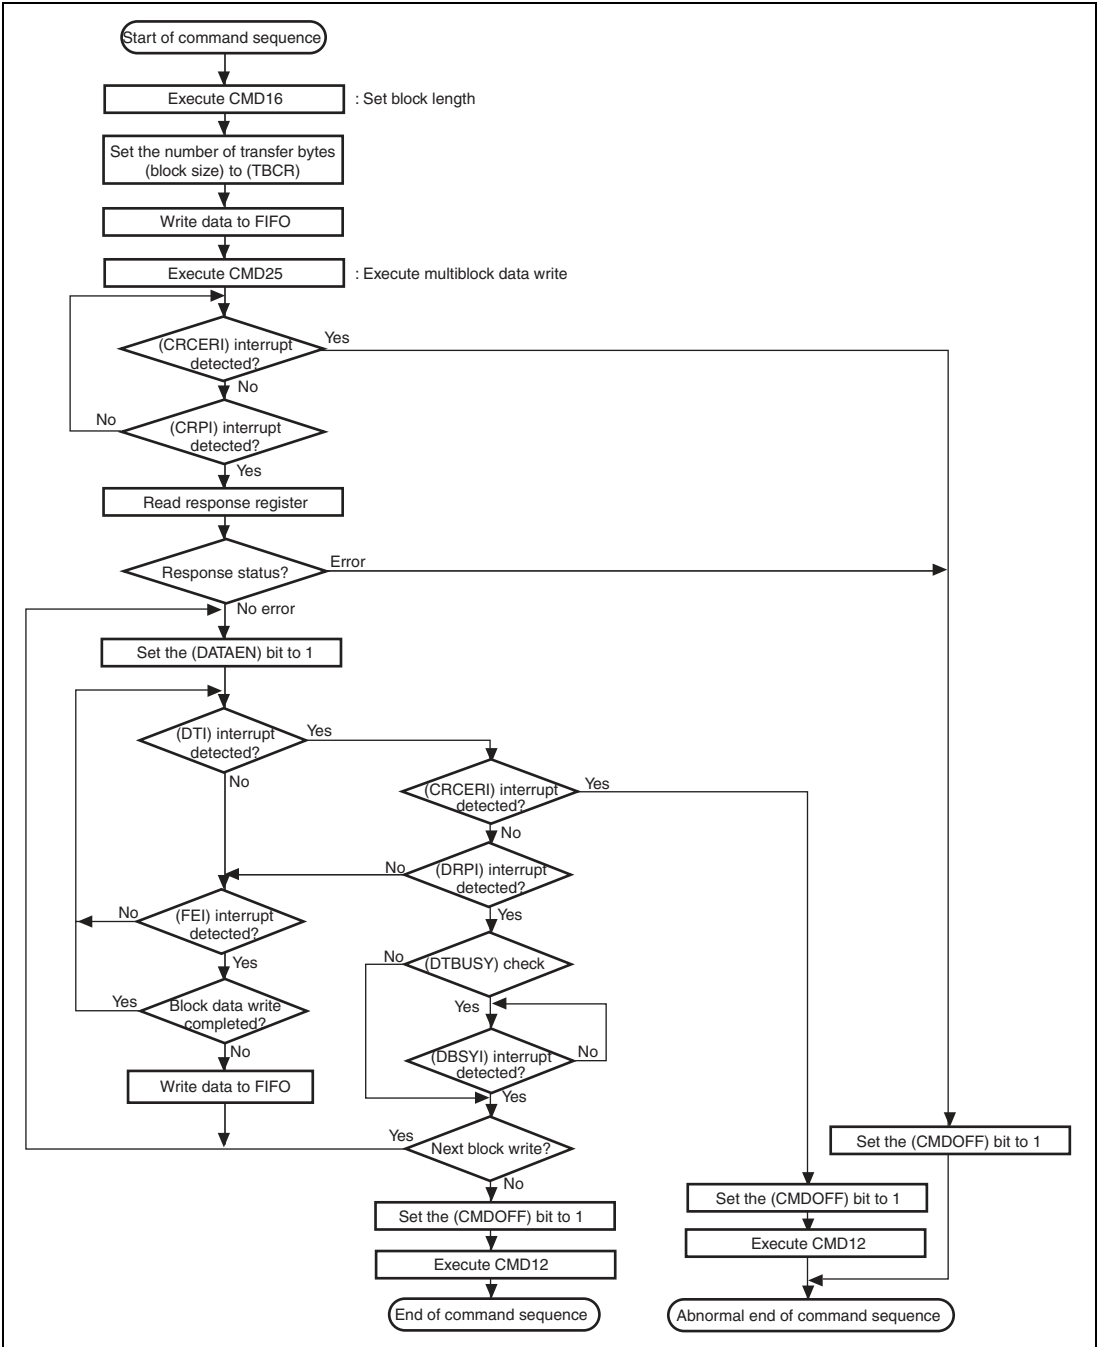 Start of command sequence
Execute CMD16
: Set block length
Set the number of transfer bytes
(block size) to (TBCR)
Write data to FIFO
Execute CMD25
: Execute multiblock data write
(CRCERI) interrupt
detected?
Yes
No
(CRPI) interrupt
detected?
No
Yes
Read response register
Response status?
Error
No error
Set the (DATAEN) bit to 1
(DTI) interrupt
detected?
Yes
No
(CRCERI) interrupt
detected?
Yes
No
(DRPI) interrupt
detected?
No
Yes
(FEI) interrupt
detected?
No
Yes
(DTBUSY) check
No
Yes
Block data write
completed?
Yes
No
(DBSYI) interrupt
detected?
No
Yes
Write data to FIFO
Next block write?
Yes
No
Set the (CMDOFF) bit to 1
Set the (CMDOFF) bit to 1
Set the (CMDOFF) bit to 1
Execute CMD12
Execute CMD12
End of command sequence
Abnormal end of command sequence